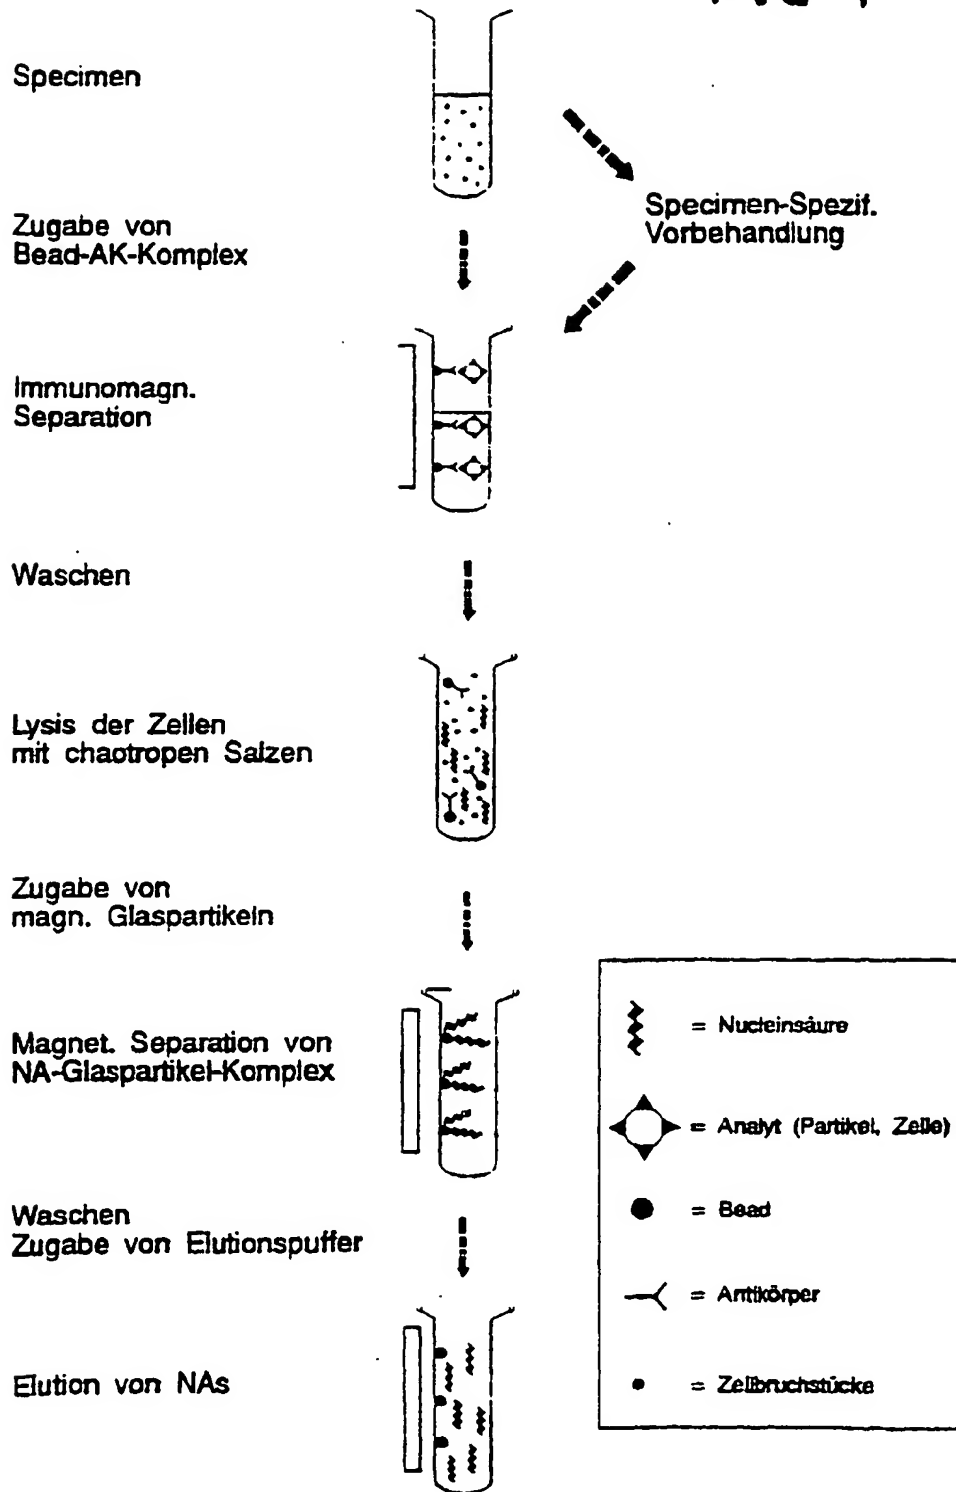 Specimen
Specimen-Spezif.
Vorbehandlung
Zugabe von
Bead-AK-Komplex
Immunomagn.
Separation
Waschen
Lysis der Zellen
mit chaotropen Salzen
Zugabe von
magn. Glaspartikeln
Magnet. Separation von
NA-Glaspartikel-Komplex
Waschen
Zugabe von Elutionspuffer
Elution von NAs
= Nucleinsäure
= Analyt (Partikel, Zelle)
= Bead
= Antikörper
= Zellbruchstücke